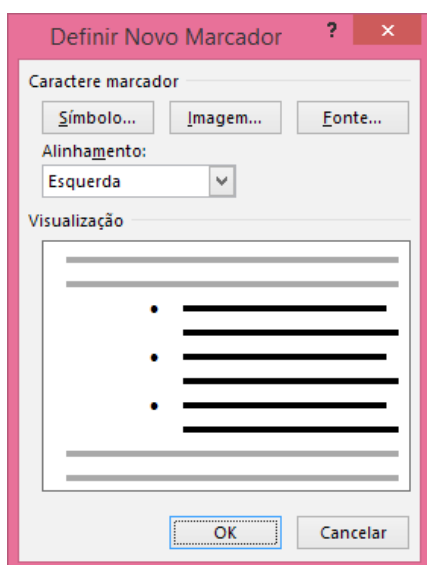 Definir Novo Marcador ? ×
Caractere marcador
Símbolo... Imagem... Fonte...
Alinhamento:
Esquerda
Visualização
OK Cancelar